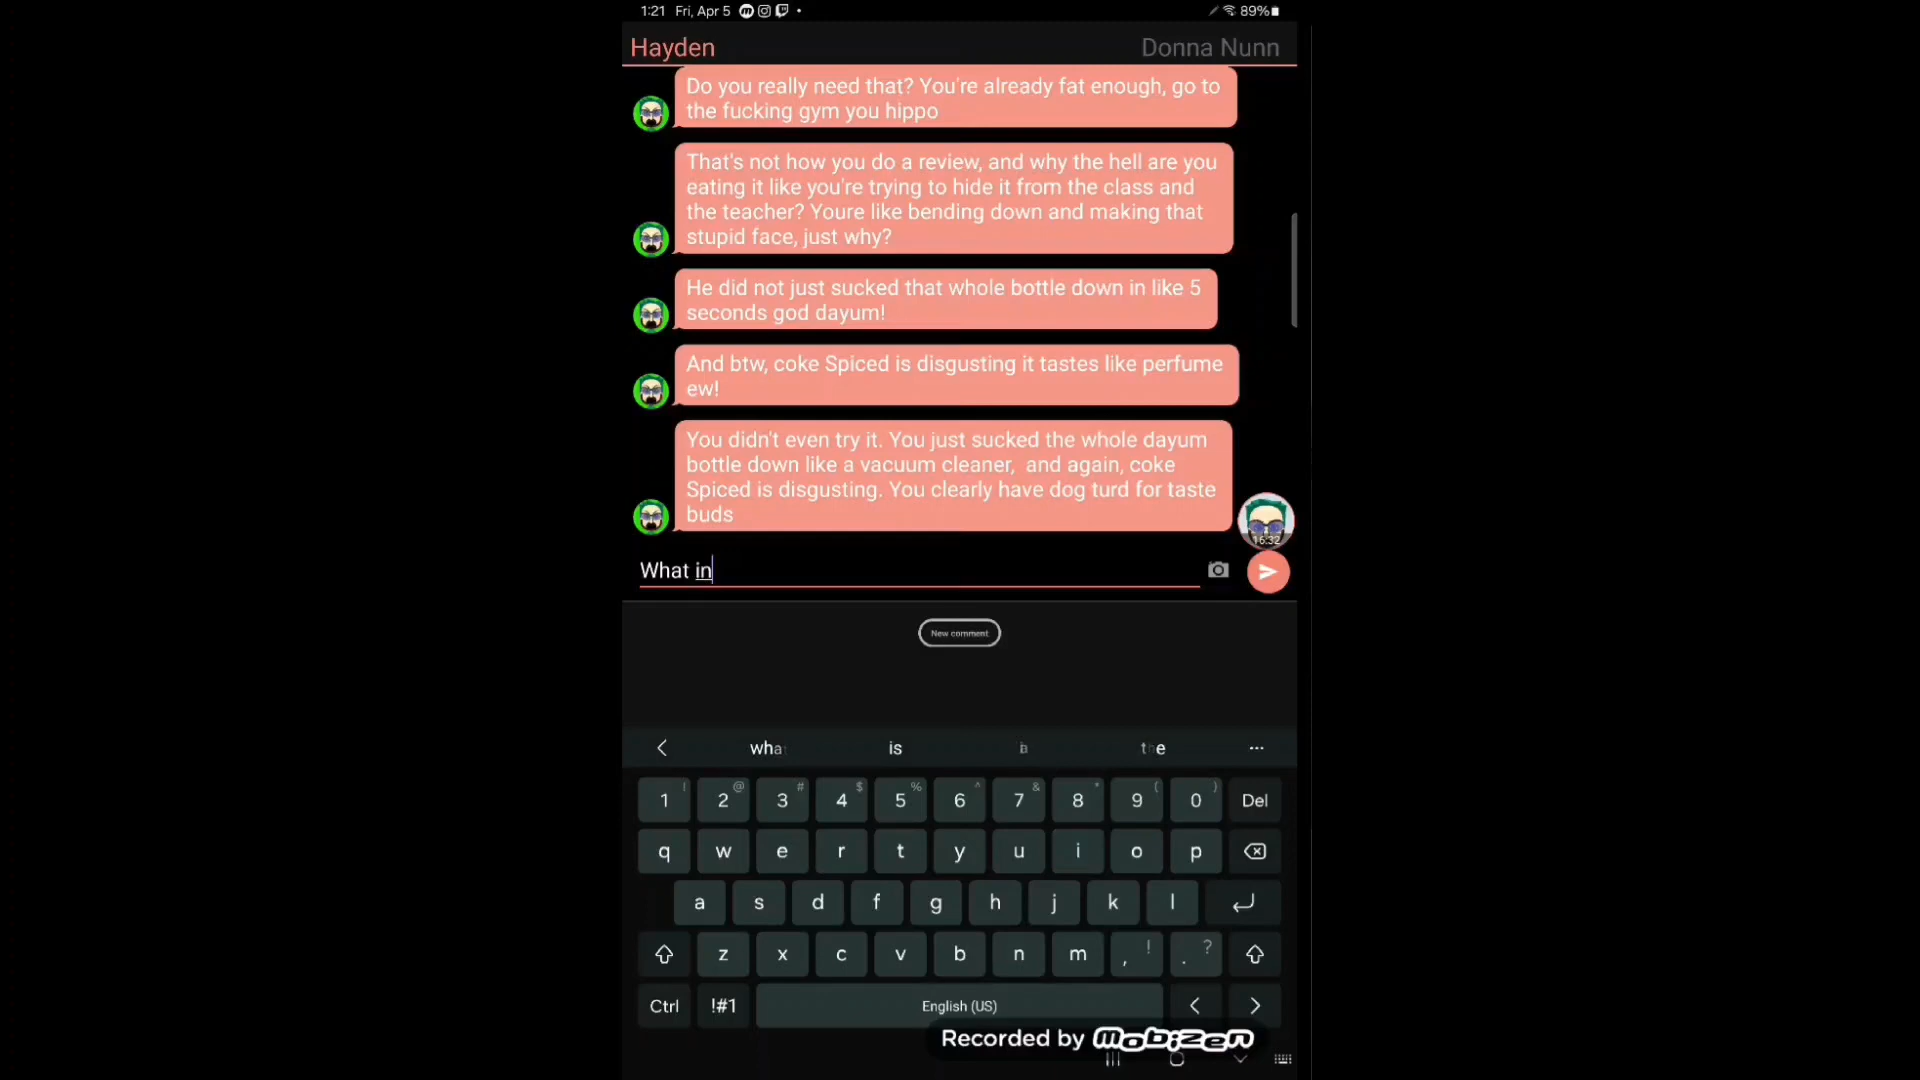 1:21 Fri, Apr 5 89%
Hayden Donna Nunn
Do you really need that? You're already fat enough, go to
the fucking gym you hippo
That's not how you do a review, and why the hell are you
eating it like you're trying to hide it from the class and
the teacher? Youre like bending down and making that
stupid face, just why?
He did not just sucked that whole bottle down in like 5
seconds god dayum!
And btw, coke Spiced is disgusting it tastes like perfume
ew!
You didn't even try it. You just sucked the whole dayum
bottle down like a vacuum cleaner,  and again, coke
Spiced is disgusting. You clearly have dog turd for taste
buds
16:32
What in
New comment
what is the
1 ! 2 @ 3 # 4 $ 5 % 6 ^ 7 & 8 * 9 ( 0 ) Del
q w e r t y u i o p
a s d f g h j k l
z x c v b n m , ! . ?
Ctrl !#1 English (US) < >
Recorded by mobizen